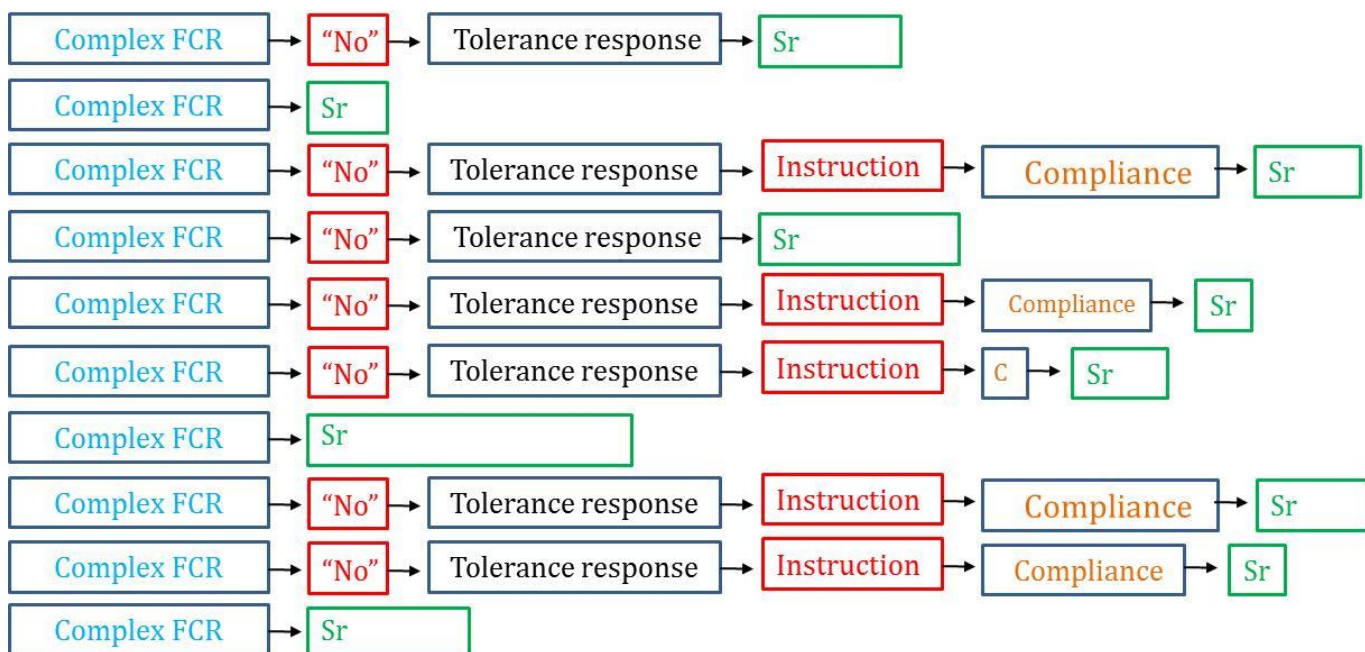 Complex FCR “No” Tolerance response Sr
Complex FCR Sr
Complex FCR “No” Tolerance response Instruction Compliance Sr
Complex FCR “No” Tolerance response Sr
Complex FCR “No” Tolerance response Instruction Compliance Sr
Complex FCR “No” Tolerance response Instruction C Sr
Complex FCR Sr
Complex FCR “No” Tolerance response Instruction Compliance Sr
Complex FCR “No” Tolerance response Instruction Compliance Sr
Complex FCR Sr